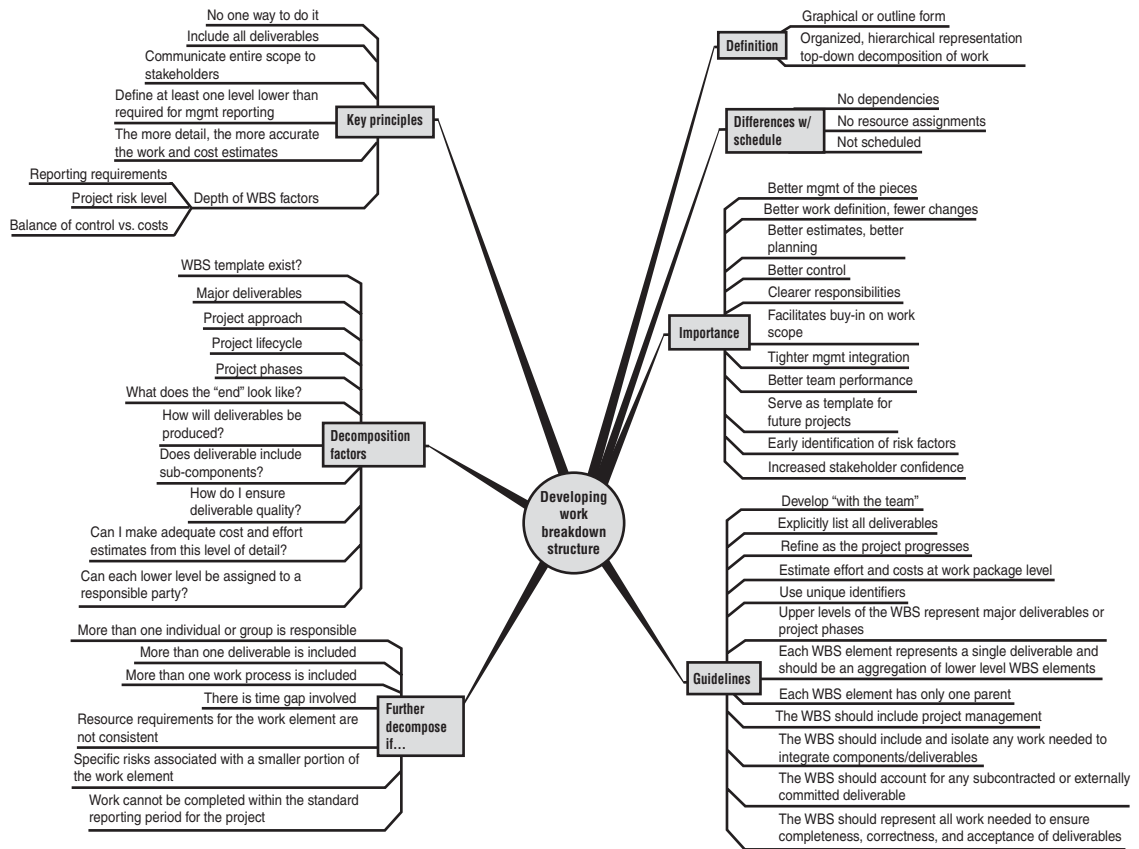 No one way to do it
Include all deliverables
Communicate entire scope to
stakeholders
Define at least one level lower than
required for mgmt reporting
The more detail, the more accurate
the work and cost estimates
Reporting requirements
Project risk level
Balance of control vs. costs
Depth of WBS factors
Key principles
WBS template exist?
Major deliverables
Project approach
Project lifecycle
Project phases
What does the “end” look like?
How will deliverables be
produced?
Does deliverable include
sub-components?
How do I ensure
deliverable quality?
Can I make adequate cost and effort
estimates from this level of detail?
Can each lower level be assigned to a
responsible party?
Decomposition
factors
More than one individual or group is responsible
More than one deliverable is included
More than one work process is included
There is time gap involved
Resource requirements for the work element are
not consistent
Specific risks associated with a smaller portion of
the work element
Work cannot be completed within the standard
reporting period for the project
Further
decompose
if...
Developing
work
breakdown
structure
Definition
Graphical or outline form
Organized, hierarchical representation
top-down decomposition of work
Differences w/
schedule
No dependencies
No resource assignments
Not scheduled
Importance
Better mgmt of the pieces
Better work definition, fewer changes
Better estimates, better
planning
Better control
Clearer responsibilities
Facilitates buy-in on work
scope
Tighter mgmt integration
Better team performance
Serve as template for
future projects
Early identification of risk factors
Increased stakeholder confidence
Guidelines
Develop “with the team”
Explicitly list all deliverables
Refine as the project progresses
Estimate effort and costs at work package level
Use unique identifiers
Upper levels of the WBS represent major deliverables or
project phases
Each WBS element represents a single deliverable and
should be an aggregation of lower level WBS elements
Each WBS element has only one parent
The WBS should include project management
The WBS should include and isolate any work needed to
integrate components/deliverables
The WBS should account for any subcontracted or externally
committed deliverable
The WBS should represent all work needed to ensure
completeness, correctness, and acceptance of deliverables